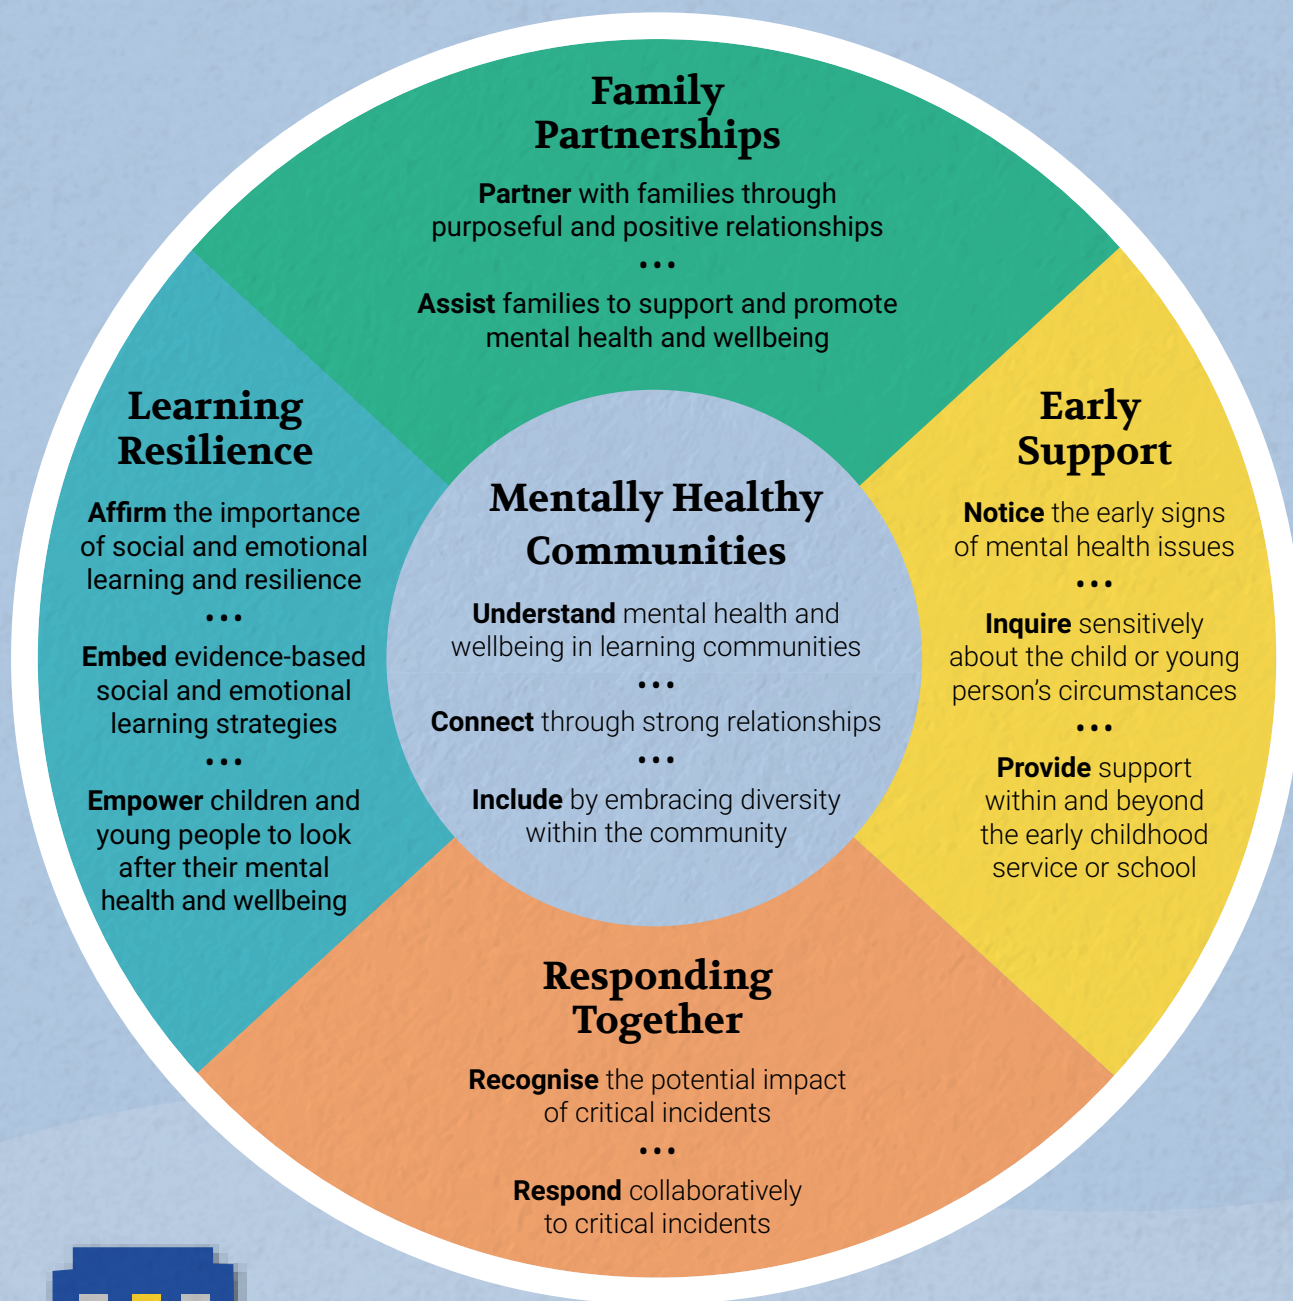 Family
Partnerships
Partner with families through
purposeful and positive relationships
...
Assist families to support and promote
mental health and wellbeing
Learning
Resilience
Affirm the importance
of social and emotional
learning and resilience
...
Embed evidence-based
social and emotional
learning strategies
...
Empower children and
young people to look
after their mental
health and wellbeing
Mentally Healthy
Communities
Understand mental health and
wellbeing in learning communities
...
Connect through strong relationships
...
Include by embracing diversity
within the community
Early
Support
Notice the early signs
of mental health issues
...
Inquire sensitively
about the child or young
person's circumstances
...
Provide support
within and beyond
the early childhood
service or school
Responding
Together
Recognise the potential impact
of critical incidents
...
Respond collaboratively
to critical incidents